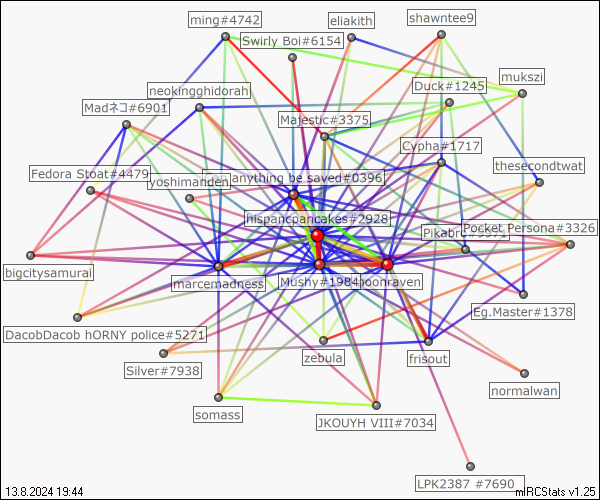 ming#4742
eliakith
shawntee9
Swirly Boi#6154
mukszi
Duck#1245
neokingghidorah
Madネコ#6901
Majestic#3375
Cypha#1717
thesecondtwat
Fedora Stoat#4479
yoshimanden
anything be saved#0396
hispancpancakes#2928
Pocket Persona#3326
bigcitysamurai
marcemadness
Mushy#1984
Eg.Master#1378
DacobDacob hORNY police#5271
zebula
frisout
Silver#7938
normalwan
somass
JKOUYH VIII#7034
LPK2387 #7690
13.8.2024 19:44
mIRCStats v1.25